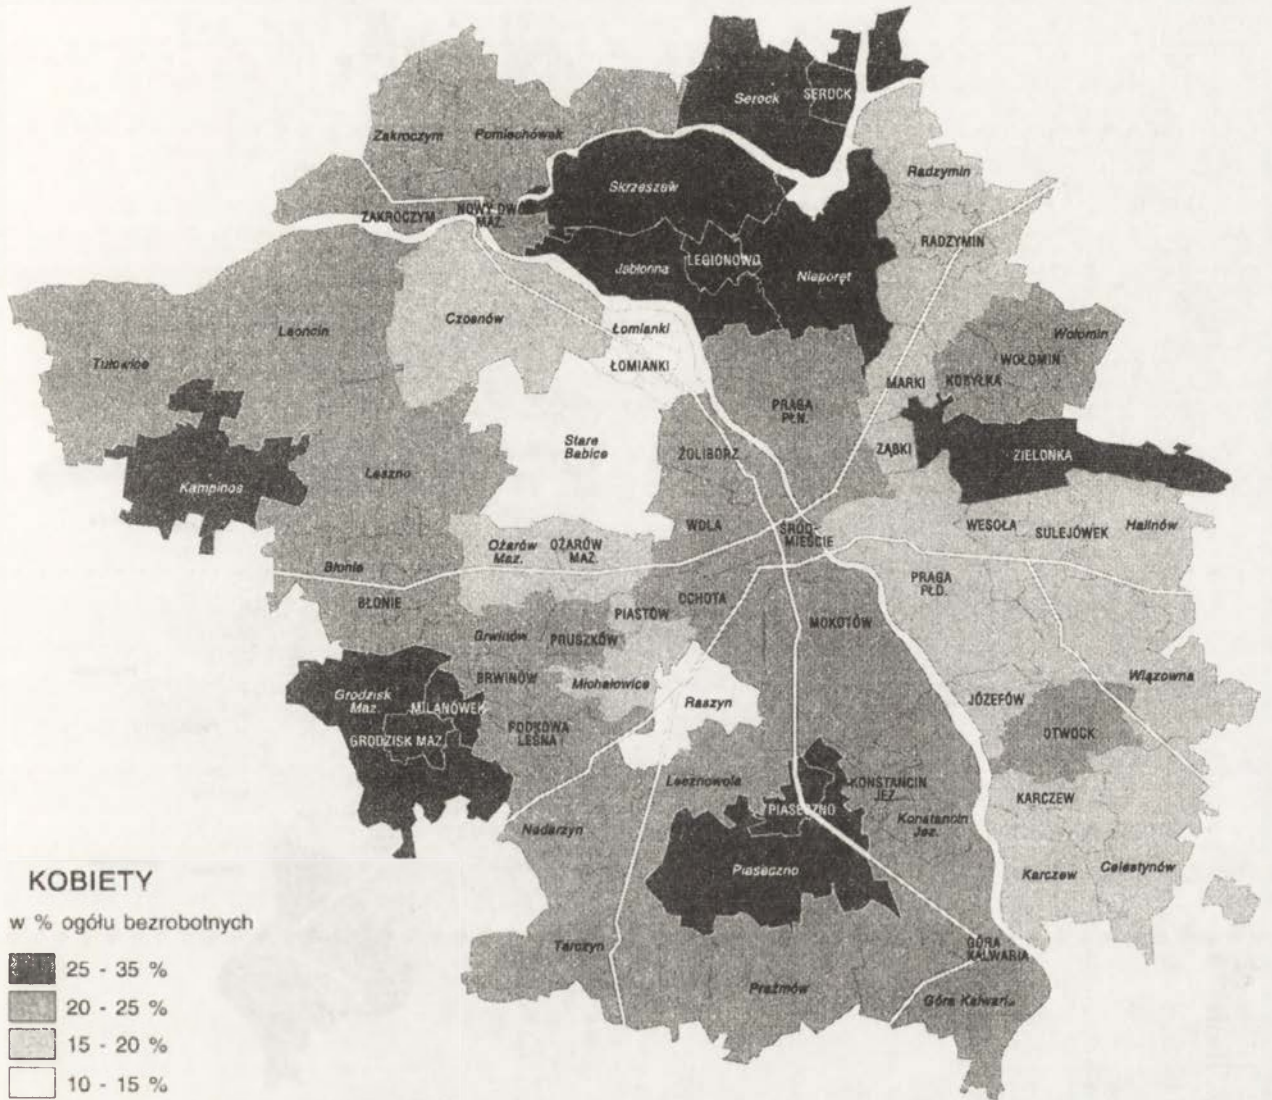 Serock
SEROCK
Zakroczym
Pomiechówek
Skrzeszew
Radzymin
ZAKROCZYM
NOWY DWÓ
MAZ.
RADZYMIN
Jabłonna
LEGIONOWO
Nieporęt
Leoncin
Czosnów
Łomianki
Wołomin
Tułowice
ŁOMIANKI
WOŁOMIN
MARKI
KOBYŁKA
PRAGA
PŁN.
Stare
Babice
ŻOLIBORZ
ZĄBKI
ZIELONKA
Kampinos
Leszno
WOLA
ŚRÓD-
MIEŚCIE
WESOŁA
SULEJÓWEK
Halinów
Ożarów
Maz.
OŻARÓW
MAZ.
Błonie
BŁONIE
PIASTÓW
OCHOTA
PRAGA
PŁD.
MOKOTÓW
Brwinów
PRUSZKÓW
BRWINÓW
Michałowice
Wiązowna
Grodzisk
Maz.
MILANÓWEK
Raszyn
JÓZEFÓW
GRODZISK MAZ.
PODKOWA
LEŚNA
OTWOCK
Lesznowola
KONSTANCIN
JEZ.
KARCZEW
PIASECZNO
Nadarzyn
Konstancin
Jez.
Piaseczno
Karczew
Celestynów
Tarczyn
GÓRA
KALWARIA
Prażmów
Góra Kalwaria
KOBIETY
w % ogółu bezrobotnych
25 - 35 %
20 - 25 %
15 - 20 %
10 - 15 %